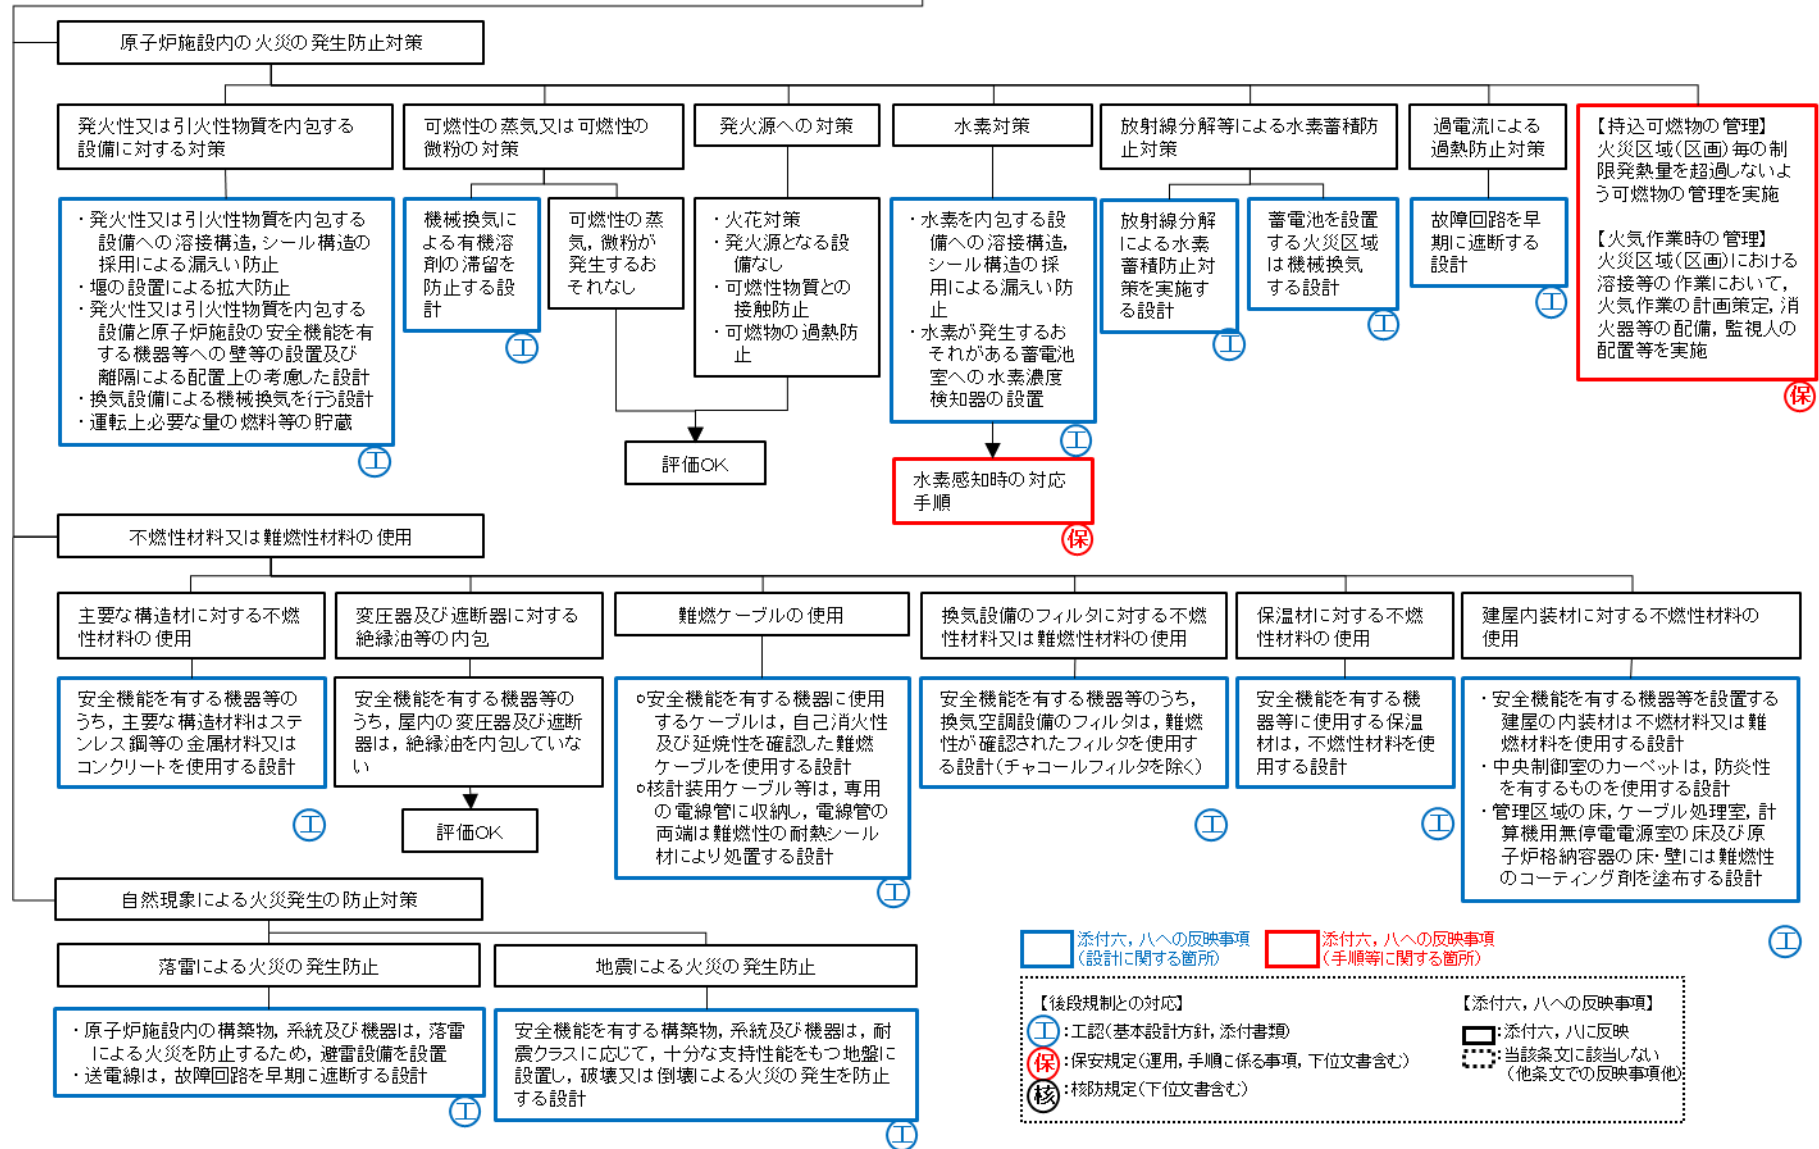 原子炉施設内の火災の発生防止対策
発火性又は引火性物質を内包する
設備に対する対策
・発火性又は引火性物質を内包する
設備への溶接構造，シール構造の
採用による漏えい防止
・堰の設置による拡大防止
・発火性又は引火性物質を内包する
設備と原子炉施設の安全機能を有
する機器等への壁等の設置及び
離隔による配置上の考慮した設計
・換気設備による機械換気を行う設計
・運転上必要な量の燃料等の貯蔵
工
可燃性の蒸気又は可燃性の
微粉の対策
機械換気に
よる有機溶
剤の滞留を
防止する設
計
工
可燃性の蒸
気，微粉が
発生するお
それなし
発火源への対策
・火花対策
・発火源となる設
備なし
・可燃性物質との
接触防止
・可燃物の過熱防
止
評価OK
水素対策
・水素を内包する設
備への溶接構造，
シール構造の採
用による漏えい防
止
・水素が発生するお
それがある蓄電池
室への水素濃度
検知器の設置
工
水素感知時の対応
手順
保
放射線分解等による水素蓄積防
止対策
放射線分解
による水素
蓄積防止対
策を実施す
る設計
工
蓄電池を設置
する火災区域
は機械換気
する設計
工
過電流による
過熱防止対策
故障回路を早
期に遮断する
設計
工
【持込可燃物の管理】
火災区域(区画)毎の制
限発熱量を超過しないよ
う可燃物の管理を実施
【火気作業時の管理】
火災区域(区画)における
溶接等の作業において，
火気作業の計画策定，消
火器等の配備，監視人の
配置等を実施
保
不燃性材料又は難燃性材料の使用
主要な構造材に対する不燃
性材料の使用
安全機能を有する機器等の
うち，主要な構造材料はステ
ンレス鋼等の金属材料又は
コンクリートを使用する設計
工
変圧器及び遮断器に対する
絶縁油等の内包
安全機能を有する機器等の
うち，屋内の変圧器及び遮断
器は，絶縁油を内包していな
い
評価OK
難燃ケーブルの使用
o安全機能を有する機器に使用
するケーブルは，自己消火性
及び延焼性を確認した難燃
ケーブルを使用する設計
o核計装用ケーブル等は，専用
の電線管に収納し，電線管の
両端は難燃性の耐熱シール
材により処置する設計
工
換気設備のフィルタに対する不燃
性材料又は難燃性材料の使用
安全機能を有する機器等のうち，
換気空調設備のフィルタは，難燃
性が確認されたフィルタを使用す
る設計(チャコールフィルタを除く)
工
保温材に対する不燃
性材料の使用
安全機能を有する機
器等に使用する保温
材は，不燃性材料を使
用する設計
工
建屋内装材に対する不燃性材料の
使用
・安全機能を有する機器等を設置する
建屋の内装材は不燃材料又は難
燃材料を使用する設計
・中央制御室のカーペットは，防炎性
を有するものを使用する設計
・管理区域の床，ケーブル処理室，計
算機用無停電電源室の床及び原
子炉格納容器の床・壁には難燃性
のコーティング剤を塗布する設計
工
自然現象による火災発生の防止対策
落雷による火災の発生防止
・原子炉施設内の構築物，系統及び機器は，落雷
による火災を防止するため，避雷設備を設置
・送電線は，故障回路を早期に遮断する設計
工
地震による火災の発生防止
安全機能を有する構築物，系統及び機器は，耐
震クラスに応じて，十分な支持性能をもつ地盤に
設置し，破壊又は倒壊による火災の発生を防止
する設計
工
添付六，八への反映事項
(設計に関する箇所)
添付六，八への反映事項
(手順等に関する箇所)
【後段規制との対応】
工:工認(基本設計方針，添付書類)
保:保安規定(運用，手順に係る事項，下位文書含む)
核:核防規定(下位文書含む)
【添付六，八への反映事項】
:添付六，八に反映
:当該条文に該当しない
(他条文での反映事項他)